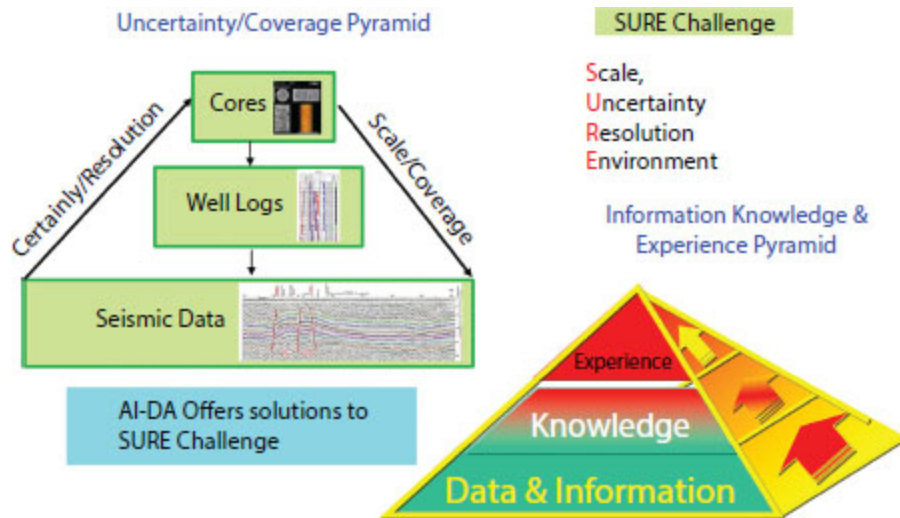 Uncertainty/Coverage Pyramid
Cores
Well Logs
Seismic Data
Certainly/Resolution
Scale/Coverage
AI-DA Offers solutions to
SURE Challenge
SURE Challenge
Scale,
Uncertainty
Resolution
Environment
Information Knowledge &
Experience Pyramid
Experience
Knowledge
Data & Information